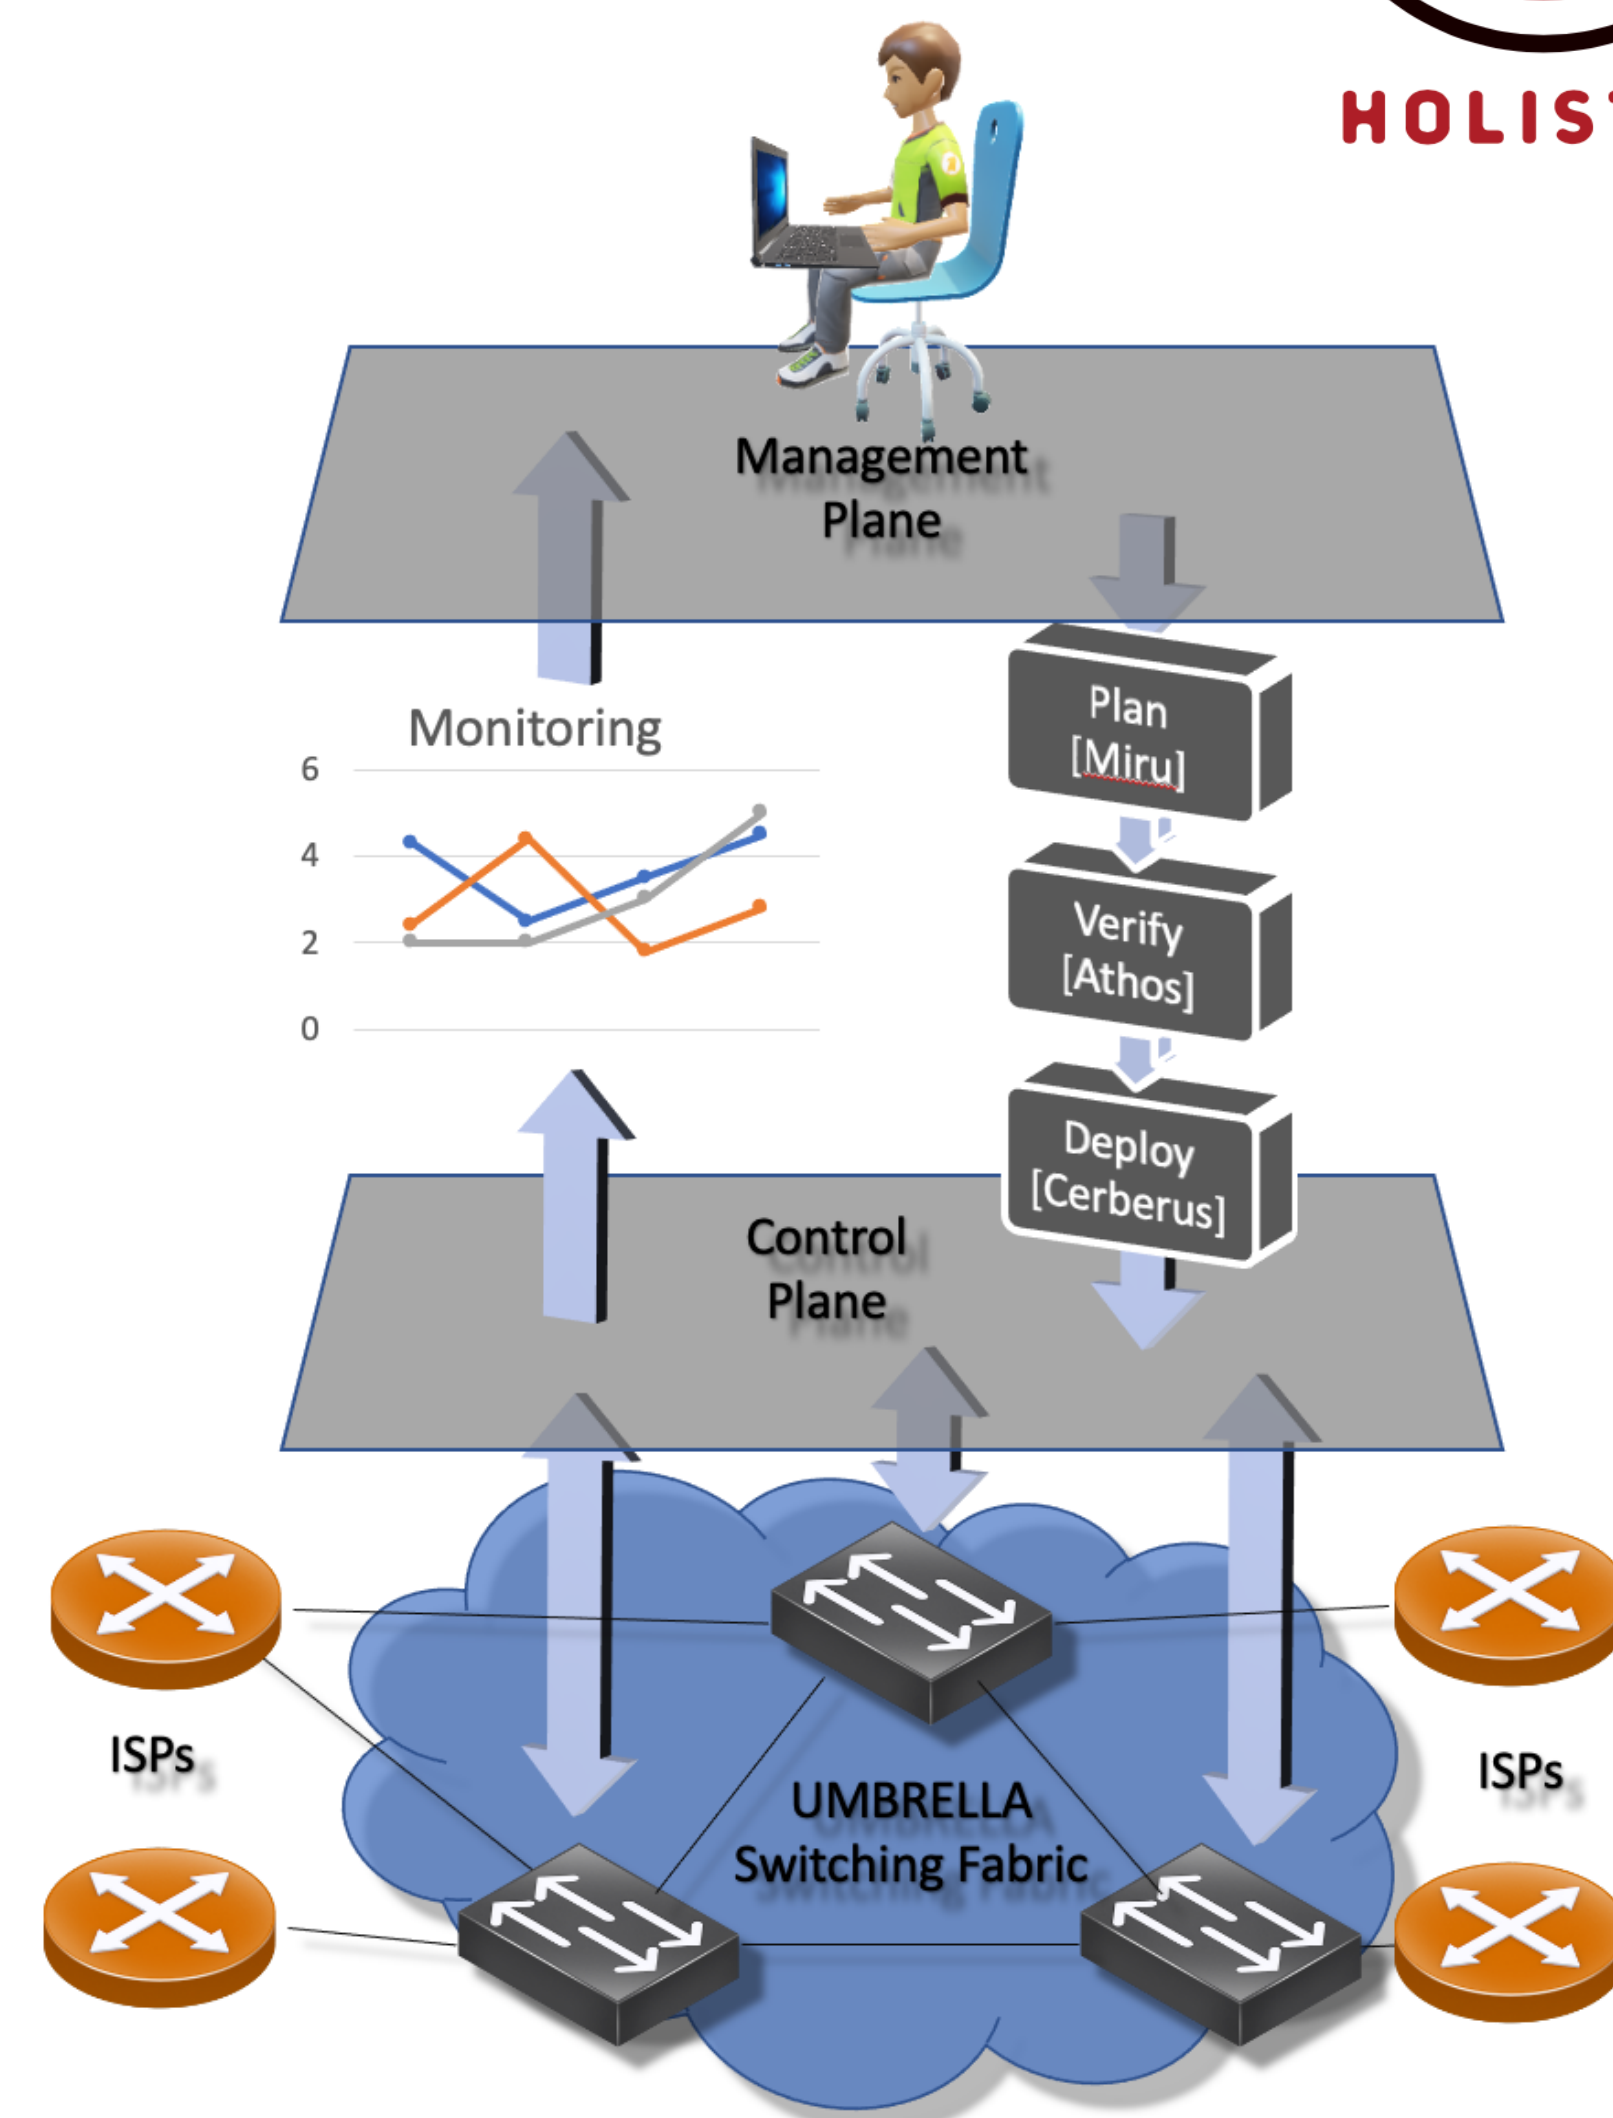 HOLIS
Management
Plane
Plan
[Miru]
Monitoring
6
4
2
0
Verify
[Athos]
Deploy
[Cerberus]
Control
Plane
ISPs
ISPs
UMBRELLA
Switching Fabric